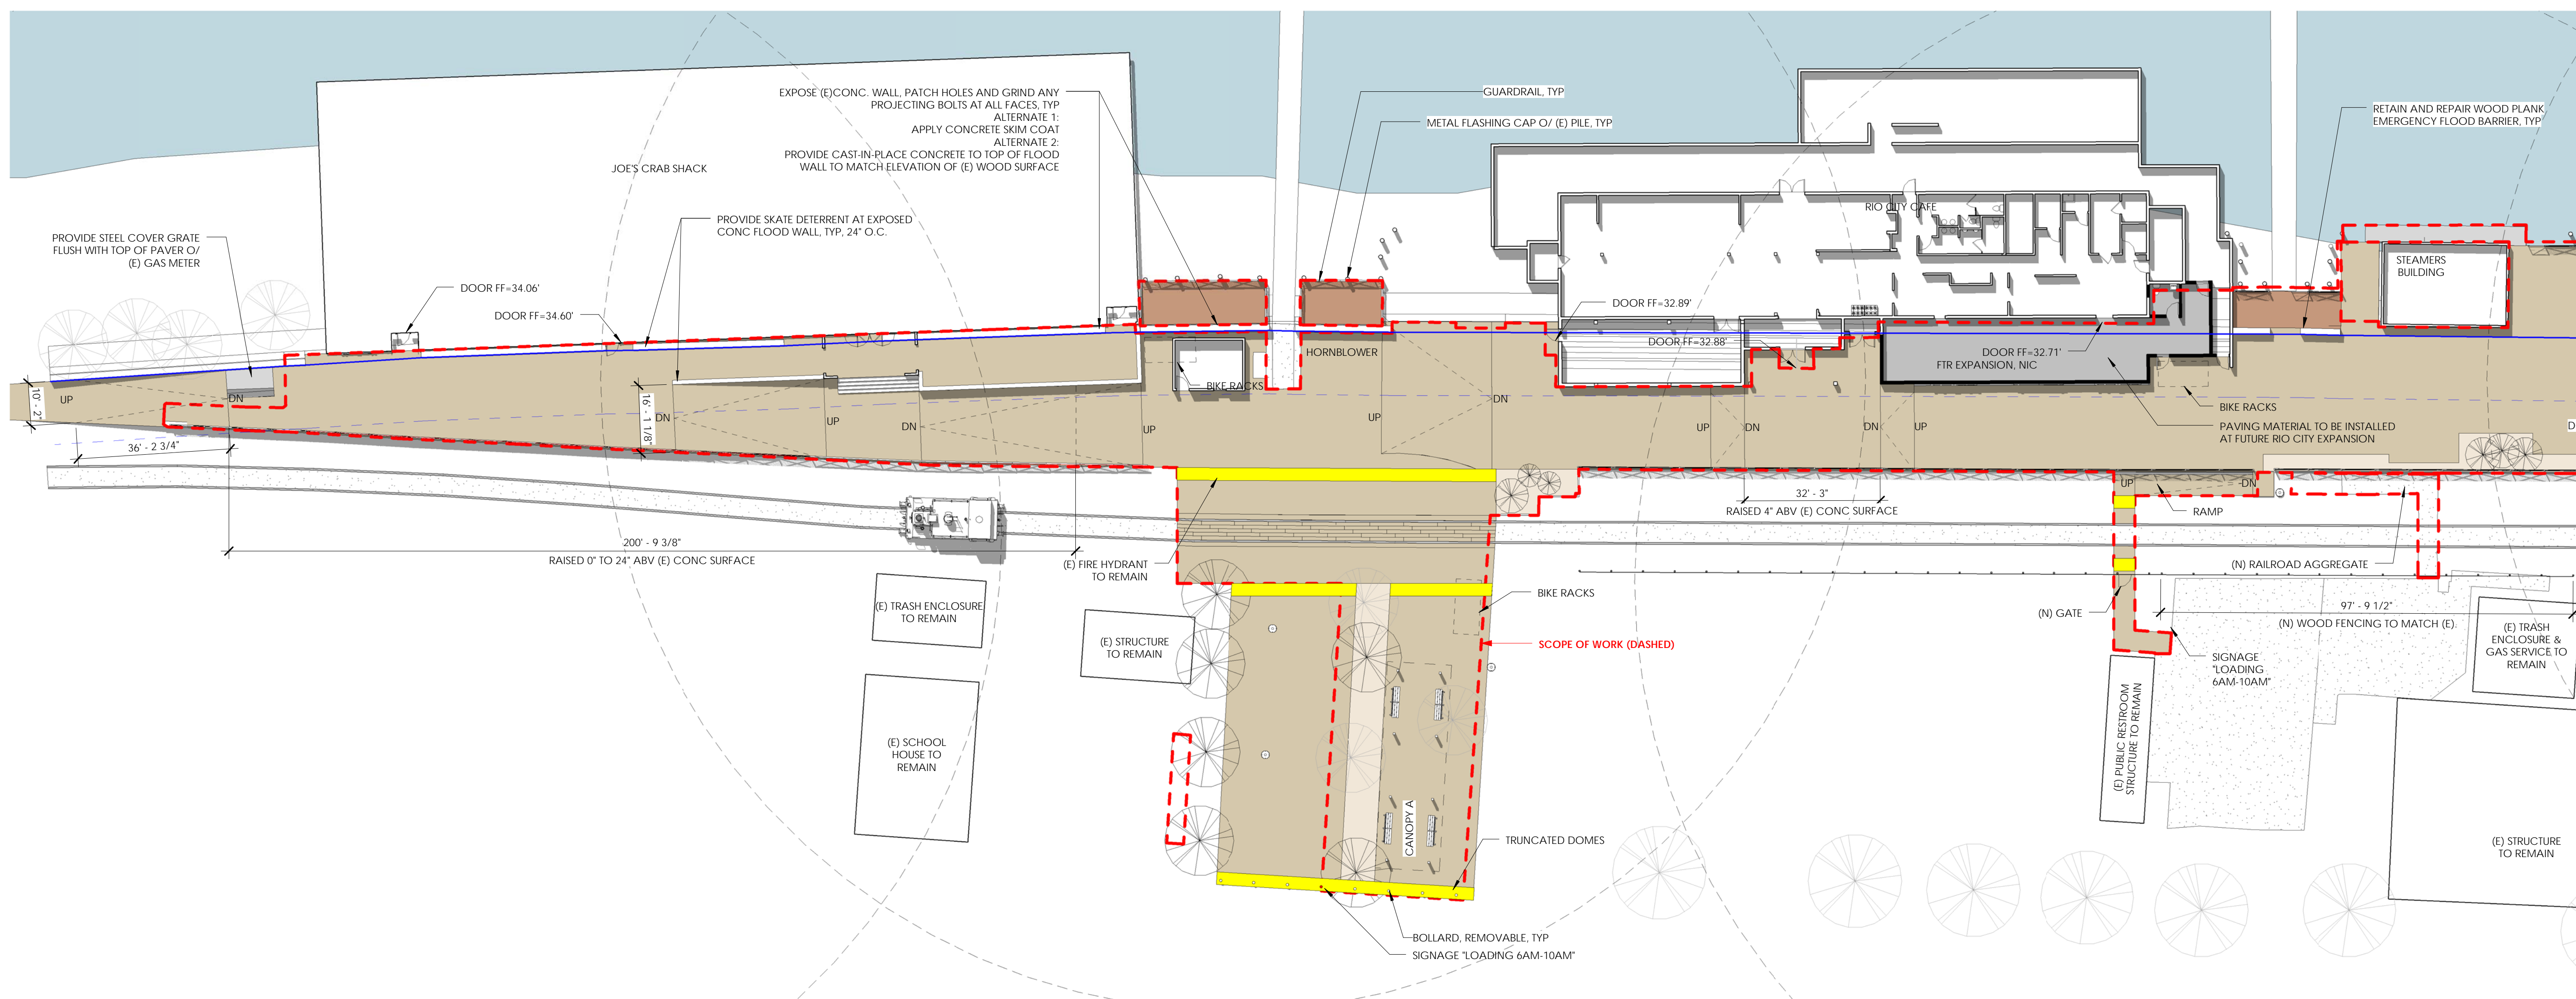 EXPOSE (E)CONC. WALL, PATCH HOLES AND GRIND ANY
PROJECTING BOLTS AT ALL FACES, TYP
ALTERNATE 1:
APPLY CONCRETE SKIM COAT
ALTERNATE 2:
PROVIDE CAST-IN-PLACE CONCRETE TO TOP OF FLOOD
WALL TO MATCH ELEVATION OF (E) WOOD SURFACE
GUARDRAIL, TYP
METAL FLASHING CAP O/ (E) PILE, TYP
RETAIN AND REPAIR WOOD PLANK
EMERGENCY FLOOD BARRIER, TYP
JOE'S CRAB SHACK
PROVIDE SKATE DETERRENT AT EXPOSED
CONC FLOOD WALL, TYP, 24" O.C.
RIO CITY CAFE
PROVIDE STEEL COVER GRATE
FLUSH WITH TOP OF PAVER O/
(E) GAS METER
STEAMERS
BUILDING
DOOR FF=34.06'
DOOR FF=34.60'
DOOR FF=32.89'
DOOR FF=32.88'
HORNBLOWER
DOOR FF=32.71'
FTR EXPANSION, NIC
BIKE RACKS
10' - 2"
UP
DN
16' - 1 1/8"
DN
UP
DN
UP
UP
DN
UP
DN
DN
UP
BIKE RACKS
PAVING MATERIAL TO BE INSTALLED
AT FUTURE RIO CITY EXPANSION
D
36' - 2 3/4"
32' - 3"
RAISED 4" ABV (E) CONC SURFACE
UP
DN
RAMP
200' - 9 3/8"
RAISED 0" TO 24" ABV (E) CONC SURFACE
(E) FIRE HYDRANT
TO REMAIN
(N) RAILROAD AGGREGATE
BIKE RACKS
(E) TRASH ENCLOSURE
TO REMAIN
(N) GATE
97' - 9 1/2"
(N) WOOD FENCING TO MATCH (E).
(E) STRUCTURE
TO REMAIN
SCOPE OF WORK (DASHED)
(E) TRASH
ENCLOSURE &
GAS SERVICE TO
REMAIN
SIGNAGE
"LOADING
6AM-10AM"
(E) PUBLIC RESTROOM
STRUCTURE TO REMAIN
(E) SCHOOL
HOUSE TO
REMAIN
CANOPY A
TRUNCATED DOMES
(E) STRUCTURE
TO REMAIN
BOLLARD, REMOVABLE, TYP
SIGNAGE "LOADING 6AM-10AM"